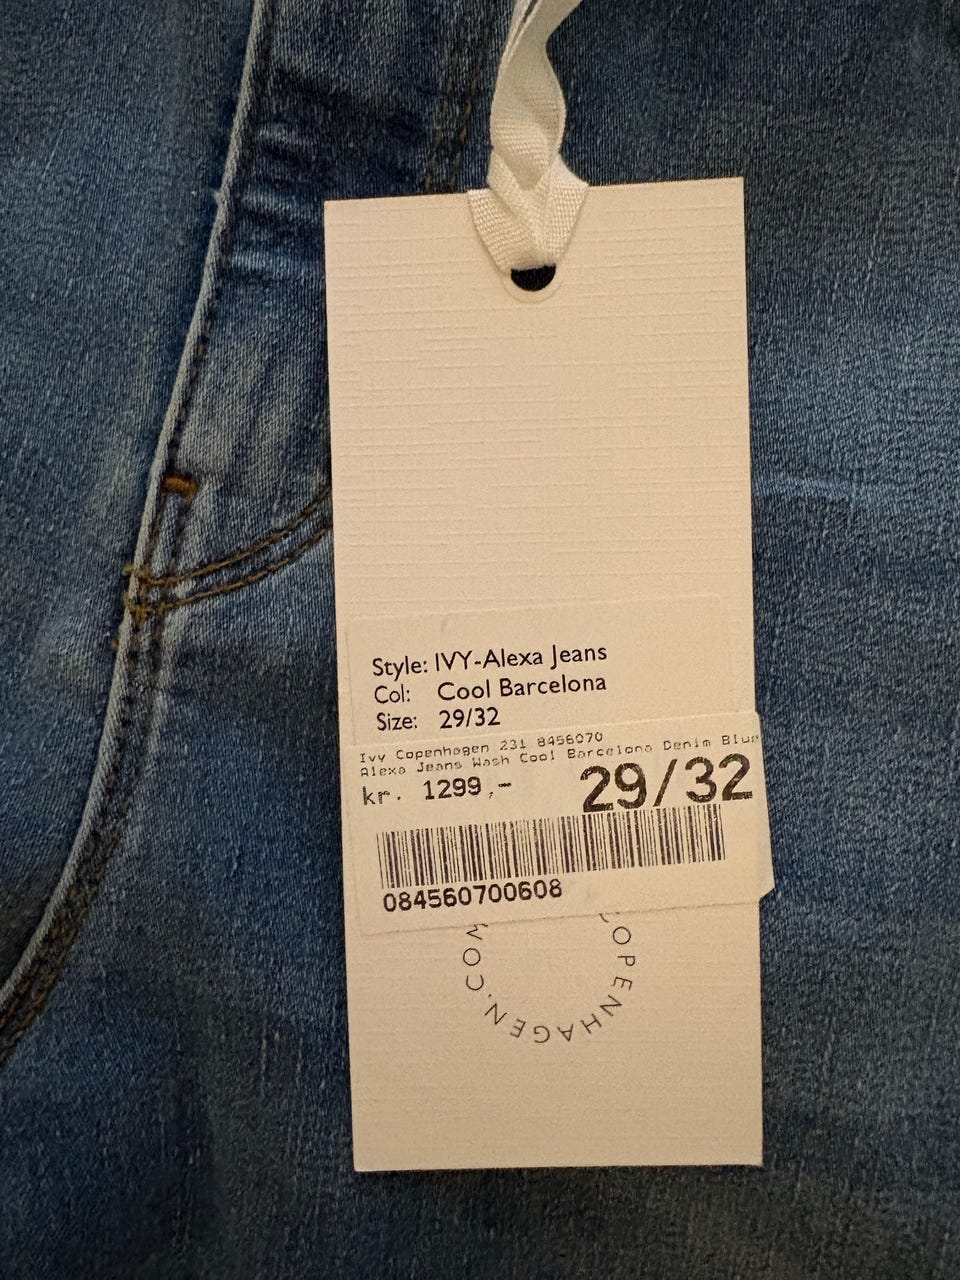 Style: IVY-Alexa Jeans
Col: Cool Barcelona
Size: 29/32
Ivy Copenhagen 231 8456070
Alexa Jeans Wash Cool Barcelona Denim Blue
kr. 1299,-
29/32
084560700608
COPENHAGEN.COM